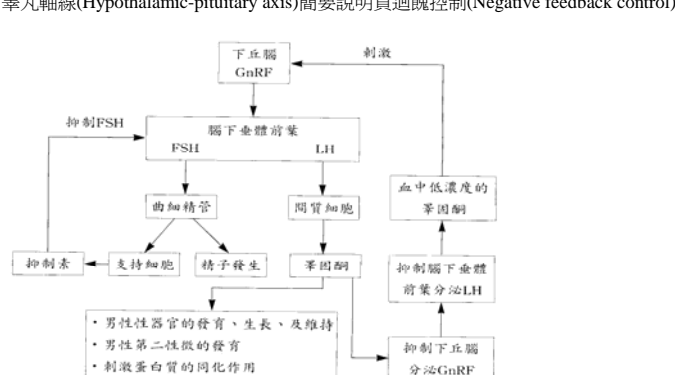 睪丸軸線(Hypothalamic-pituitary axis)簡要說明負迴饋控制(Negative feedback control)
下丘腦
GnRF
刺激
抑制FSH
腦下垂體前葉
FSH
LH
血中低濃度的
睪固酮
曲細精管
間質細胞
抑制素
支持細胞
精子發生
睪固酮
抑制腦下垂體
前葉分泌LH
・男性性器官的發育、生長、及維持
・男性第二性徵的發育
・刺激蛋白質的同化作用
抑制下丘腦
分泌GnRF